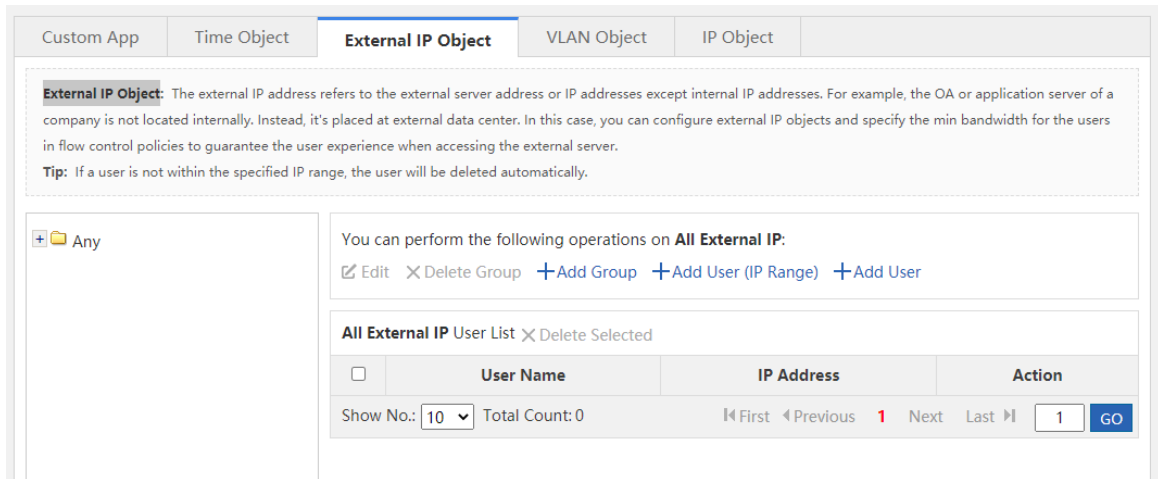 Custom App Time Object External IP Object VLAN Object IP Object
External IP Object: The external IP address refers to the external server address or IP addresses except internal IP addresses. For example, the OA or application server of a
company is not located internally. Instead, it's placed at external data center. In this case, you can configure external IP objects and specify the min bandwidth for the users
in flow control policies to guarantee the user experience when accessing the external server.
Tip: If a user is not within the specified IP range, the user will be deleted automatically.
Any
You can perform the following operations on All External IP:
Edit Delete Group Add Group Add User (IP Range) Add User
All External IP User List Delete Selected
User Name IP Address Action
Show No.: 10 Total Count: 0 First Previous 1 Next Last 1 GO